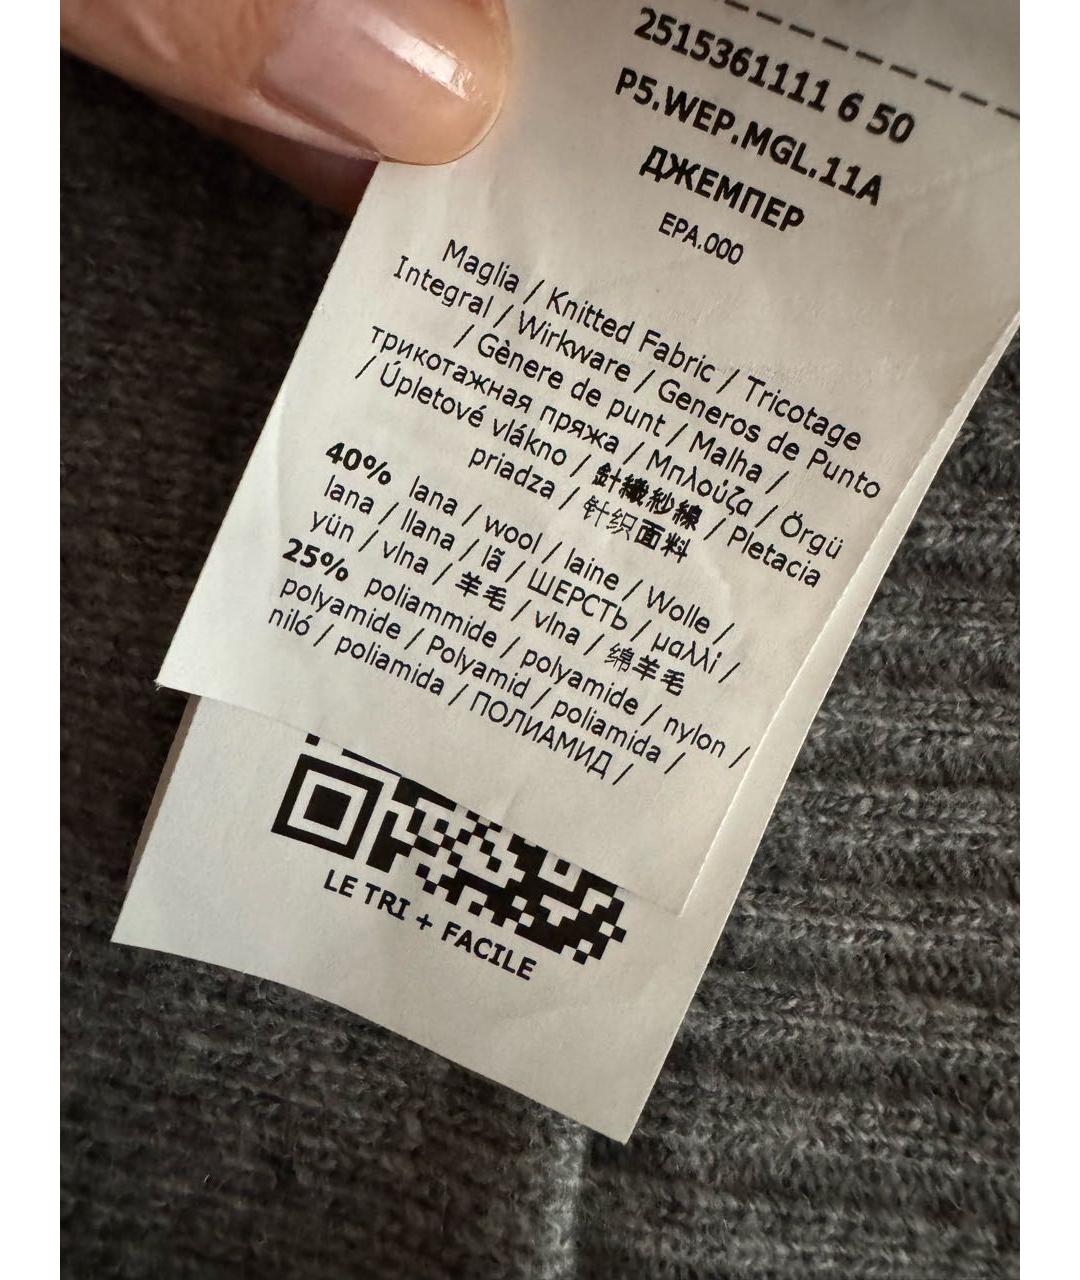 2515361111 6 50
P5.WEP.MGL.11A
ДЖЕМПЕР
EPA.000
Maglia / Knitted Fabric / Tricotage
Integral / Wirkware / Generos de Punto
/ Gènere de punt / Malha /
трикотажная пряжа / Μπλούζα / Örgü
/ Úpletové vlákno / 針織紗線 / Pletacia
priadza / 针织面料
40% lana / wool / laine / Wolle /
lana / llana / lã / ШЕРСТЬ / μαλλί /
yün / vlna / 羊毛 / vlna / 绵羊毛
25% poliammide / polyamide / nylon /
polyamide / Polyamid / poliamida /
niló / poliamida / ПОЛИАМИД /
LE TRI + FACILE